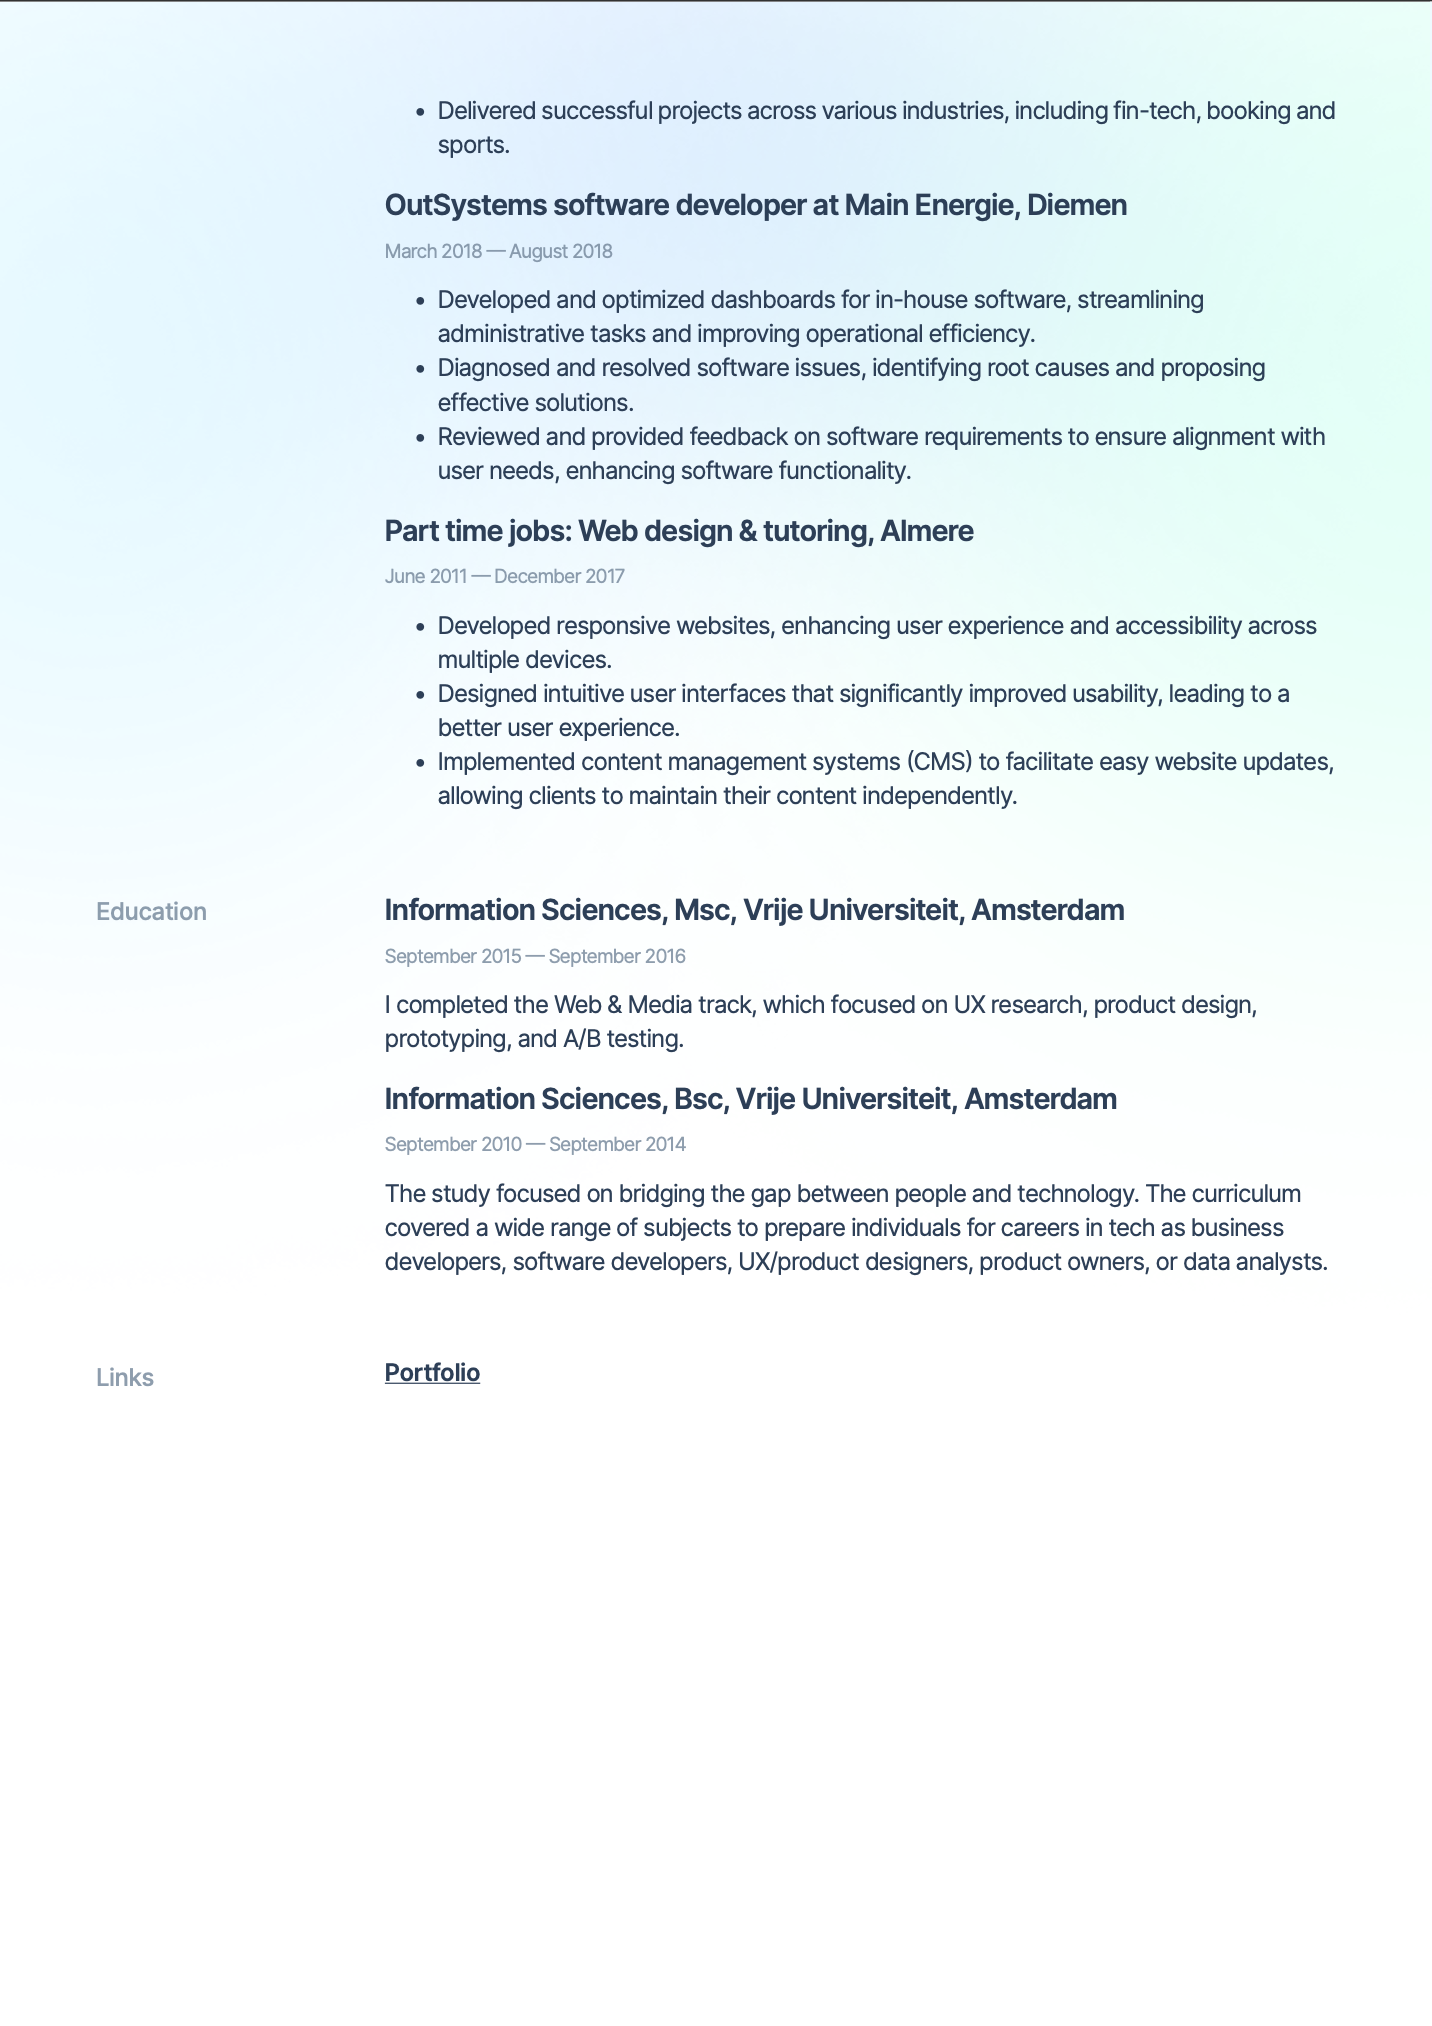 • Delivered successful projects across various industries, including fin-tech, booking and
sports.
OutSystems software developer at Main Energie, Diemen
March 2018 — August 2018
• Developed and optimized dashboards for in-house software, streamlining
administrative tasks and improving operational efficiency.
• Diagnosed and resolved software issues, identifying root causes and proposing
effective solutions.
• Reviewed and provided feedback on software requirements to ensure alignment with
user needs, enhancing software functionality.
Part time jobs: Web design & tutoring, Almere
June 2011 — December 2017
• Developed responsive websites, enhancing user experience and accessibility across
multiple devices.
• Designed intuitive user interfaces that significantly improved usability, leading to a
better user experience.
• Implemented content management systems (CMS) to facilitate easy website updates,
allowing clients to maintain their content independently.
Education
Information Sciences, Msc, Vrije Universiteit, Amsterdam
September 2015 — September 2016
I completed the Web & Media track, which focused on UX research, product design,
prototyping, and A/B testing.
Information Sciences, Bsc, Vrije Universiteit, Amsterdam
September 2010 — September 2014
The study focused on bridging the gap between people and technology. The curriculum
covered a wide range of subjects to prepare individuals for careers in tech as business
developers, software developers, UX/product designers, product owners, or data analysts.
Links
Portfolio